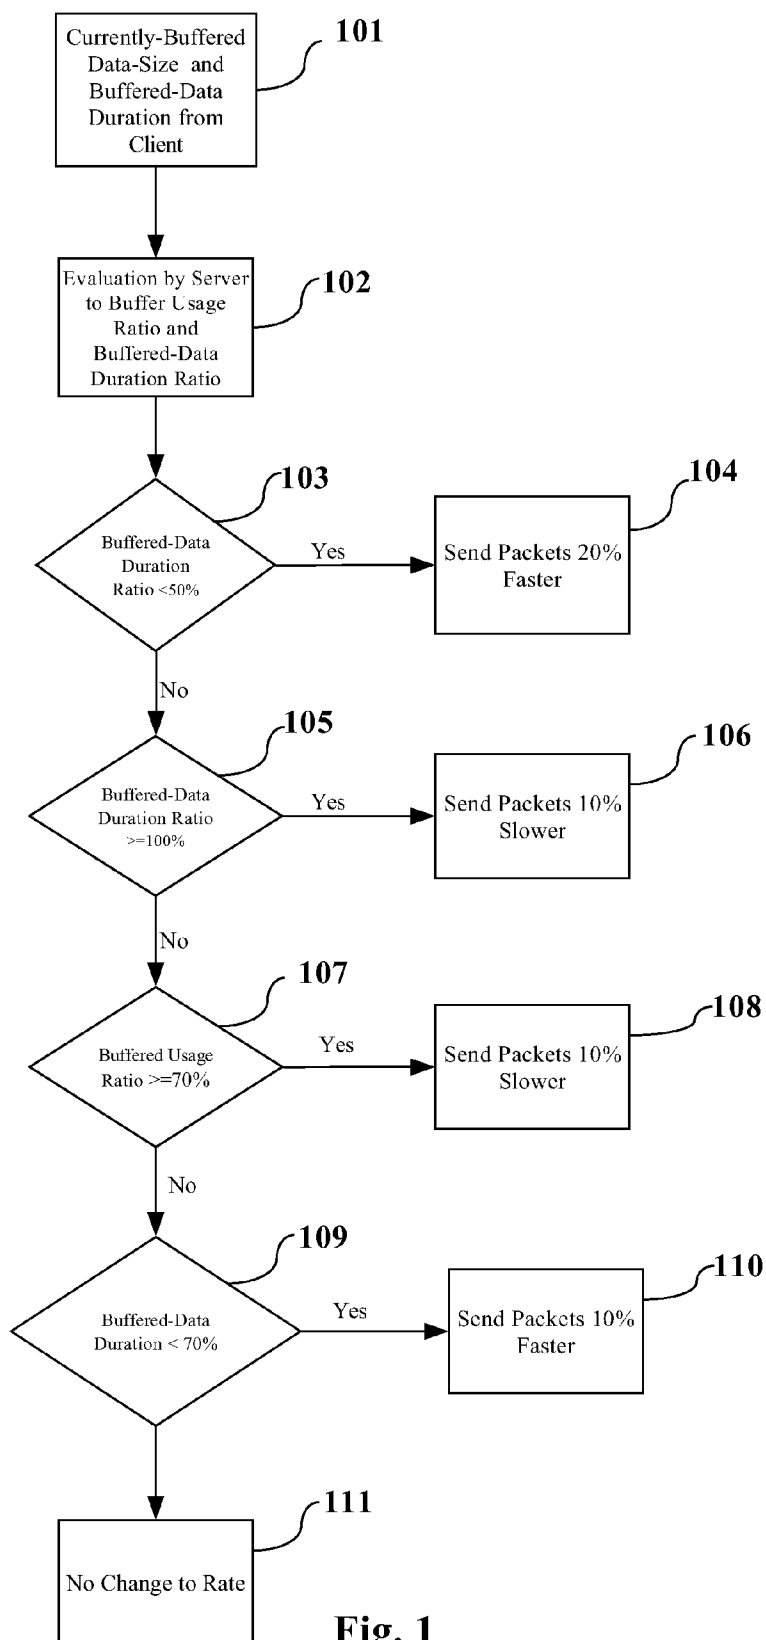 Currently-Buffered
Data-Size and
Buffered-Data
Duration from
Client
101
Evaluation by Server
to Buffer Usage
Ratio and
Buffered-Data
Duration Ratio
102
Buffered-Data
Duration
Ratio <50%
103
Yes
Send Packets 20%
Faster
104
No
Buffered-Data
Duration Ratio
>=100%
105
Yes
Send Packets 10%
Slower
106
No
Buffered Usage
Ratio >=70%
107
Yes
Send Packets 10%
Slower
108
No
Buffered-Data
Duration < 70%
109
Yes
Send Packets 10%
Faster
110
No Change to Rate
111
Fig. 1